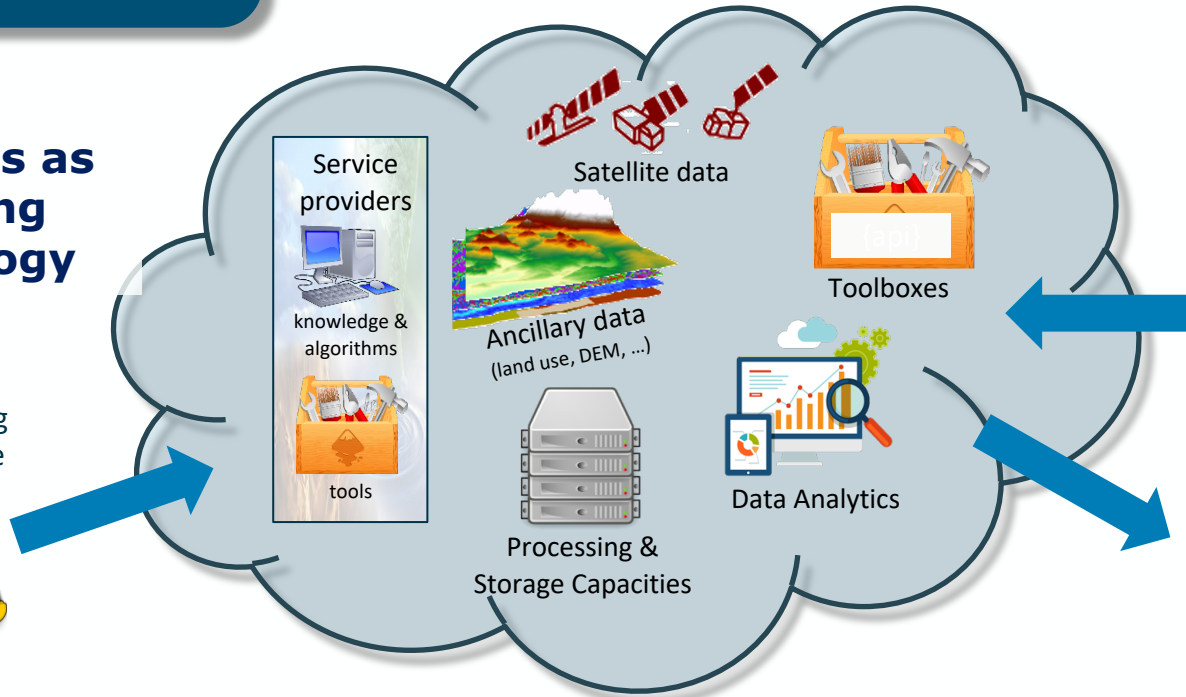 s as
ng
ogy
g
e
Service
providers
knowledge &
algorithms
tools
Satellite data
Ancillary data
(land use, DEM, ...)
Processing &
Storage Capacities
{api}
Toolboxes
Data Analytics